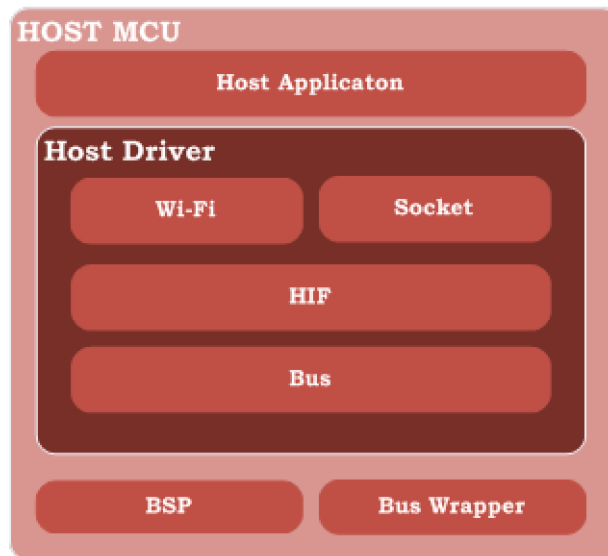 HOST MCU
Host Applicaton
Host Driver
Wi-Fi
Socket
HIF
Bus
BSP
Bus Wrapper